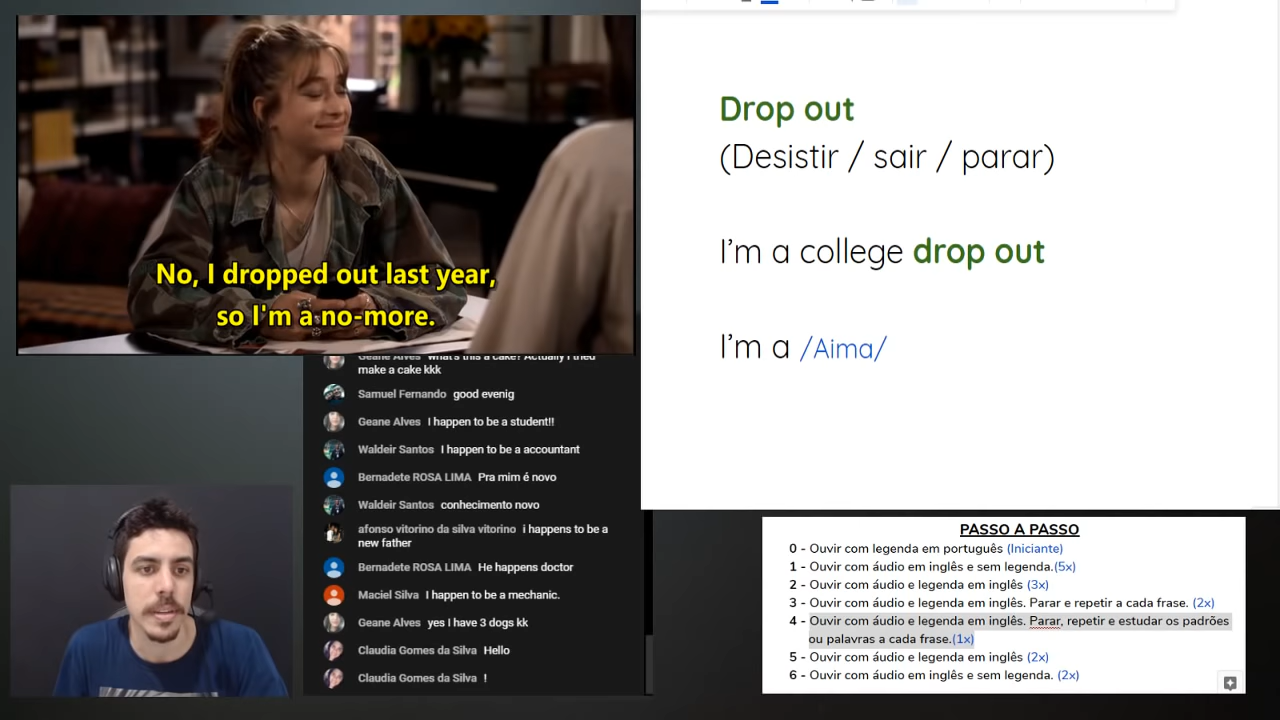 No, I dropped out last year,
so I'm a no-more.
Drop out
(Desistir / sair / parar)
I'm a college drop out
I'm a /Aima/
Geane Alves what's this a cake? Actually I tried
make a cake kkk
Samuel Fernando good evenig
Geane Alves I happen to be a student!!
Waldeir Santos I happen to be a accountant
Bernadete ROSA LIMA Pra mim é novo
Waldeir Santos conhecimento novo
afonso vitorino da silva vitorino i happens to be a
new father
Bernadete ROSA LIMA He happens doctor
Maciel Silva I happen to be a mechanic.
Geane Alves yes I have 3 dogs kk
Claudia Gomes da Silva Hello
Claudia Gomes da Silva !
PASSO A PASSO
0 - Ouvir com legenda em português (Iniciante)
1 - Ouvir com áudio em inglês e sem legenda.(5x)
2 - Ouvir com áudio e legenda em inglês (3x)
3 - Ouvir com áudio e legenda em inglês. Parar e repetir a cada frase. (2x)
4 - Ouvir com áudio e legenda em inglês. Parar, repetir e estudar os padrões
ou palavras a cada frase.(1x)
5 - Ouvir com áudio e legenda em inglês (2x)
6 - Ouvir com áudio em inglês e sem legenda. (2x)